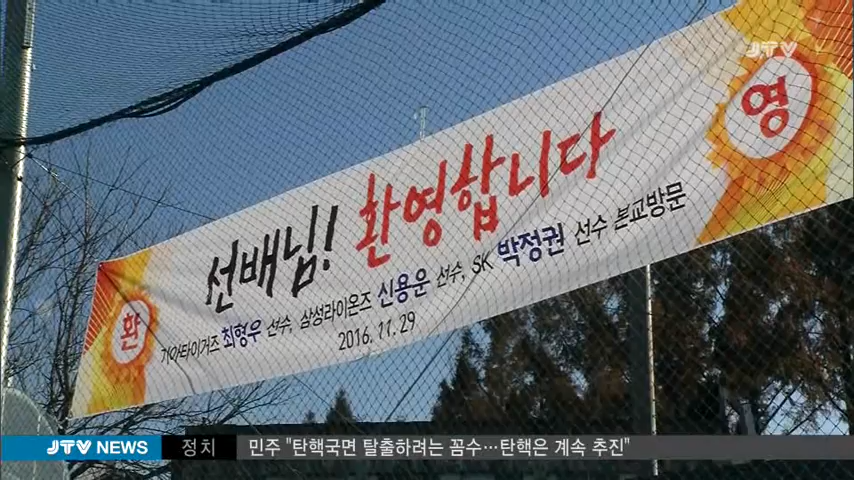 JTV
영
선배님! 환영합니다
환
기아타이거즈 최형우 선수, 삼성라이온즈 신용운 선수, SK 박정권 선수 본교방문
2016. 11. 29
JTV NEWS
정치
민주 "탄핵국면 탈출하려는 꼼수…탄핵은 계속 추진"